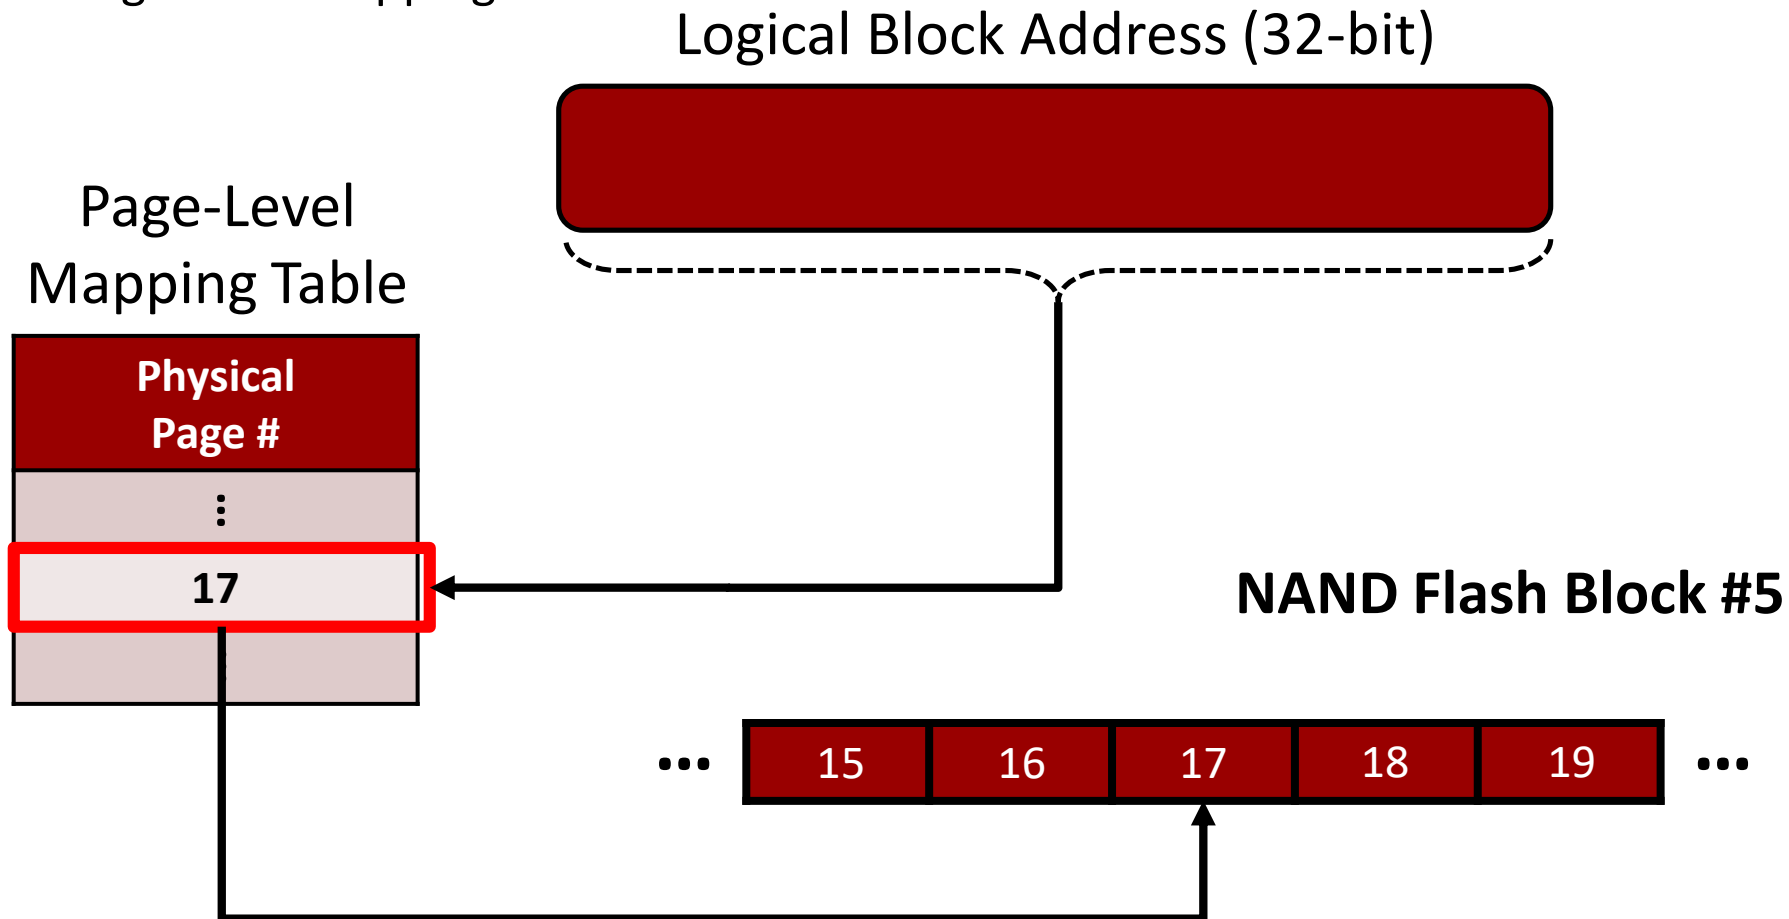 Logical Block Address (32-bit)
Page-Level
Mapping Table
Physical
Page #
⋮
17
NAND Flash Block #5
... 15 16 17 18 19 ...